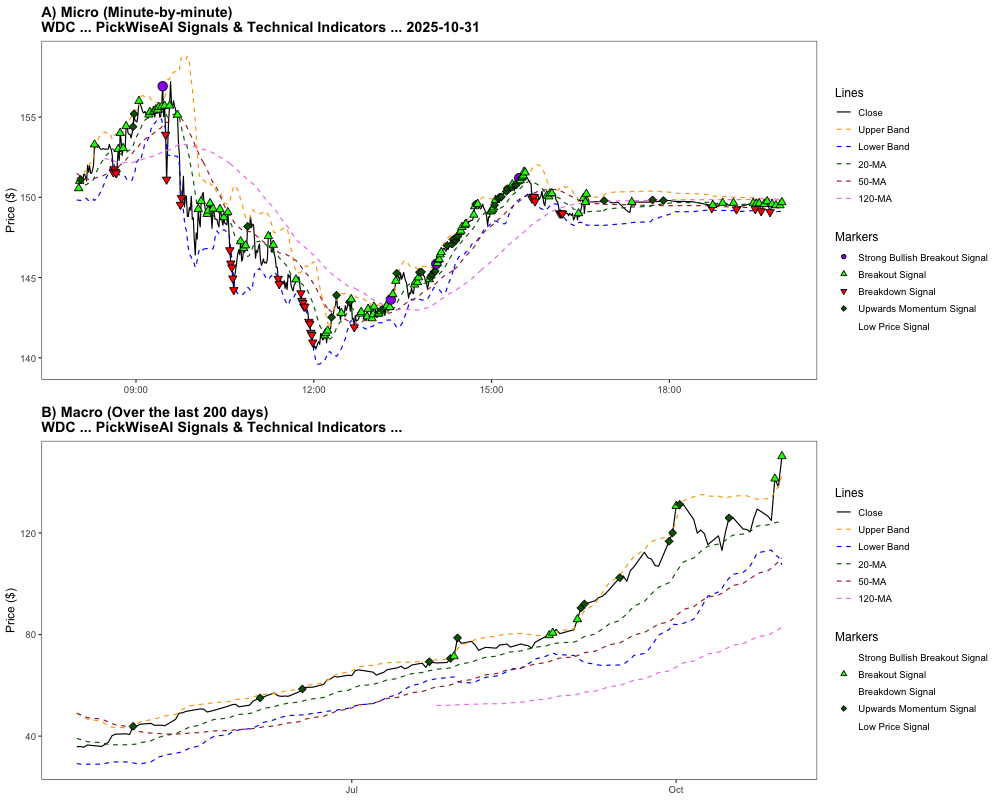 A) Micro (Minute-by-minute)
WDC ... PickWiseAI Signals & Technical Indicators ... 2025-10-31
Price ($)
155
150
145
140
09:00
12:00
15:00
18:00
Lines
Close
Upper Band
Lower Band
20-MA
50-MA
120-MA
Markers
Strong Bullish Breakout Signal
Breakout Signal
Breakdown Signal
Upwards Momentum Signal
Low Price Signal
B) Macro (Over the last 200 days)
WDC ... PickWiseAI Signals & Technical Indicators ...
Price ($)
120
80
40
Jul
Oct
Lines
Close
Upper Band
Lower Band
20-MA
50-MA
120-MA
Markers
Strong Bullish Breakout Signal
Breakout Signal
Breakdown Signal
Upwards Momentum Signal
Low Price Signal